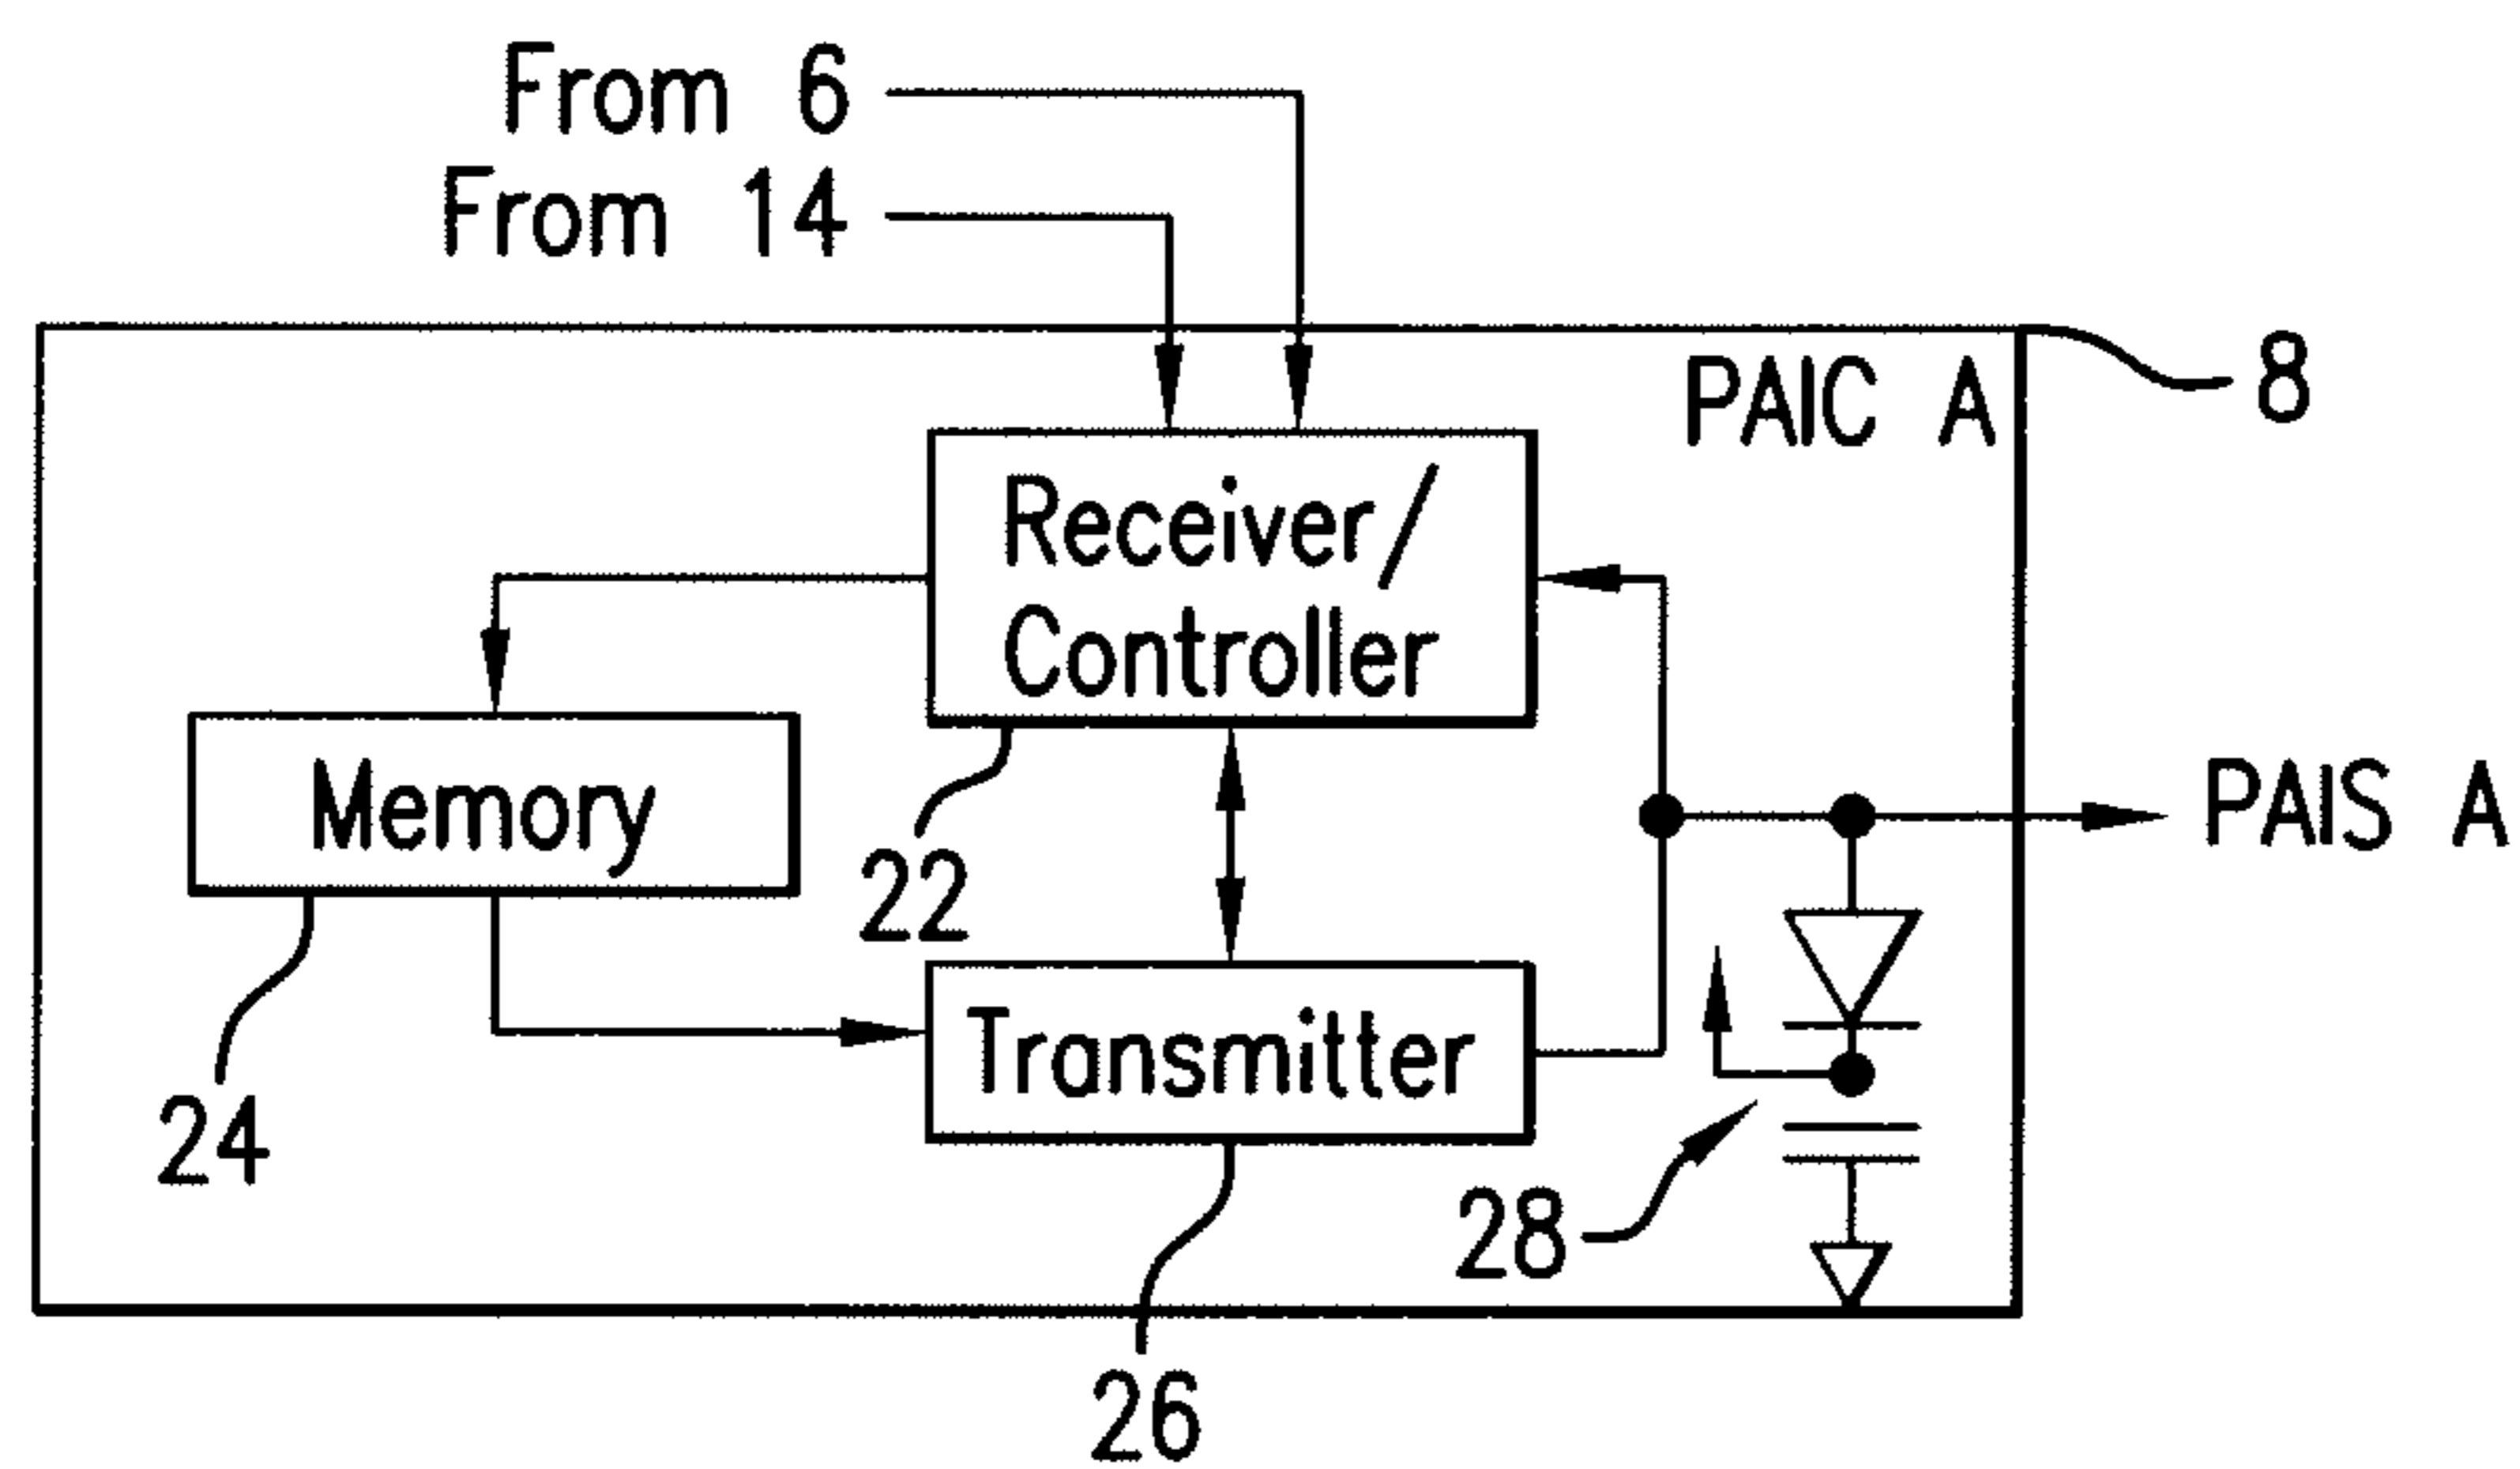 From 6
From 14
PAIC A
8
Receiver/
Controller
Memory
PAIS A
22
Transmitter
24
28
26